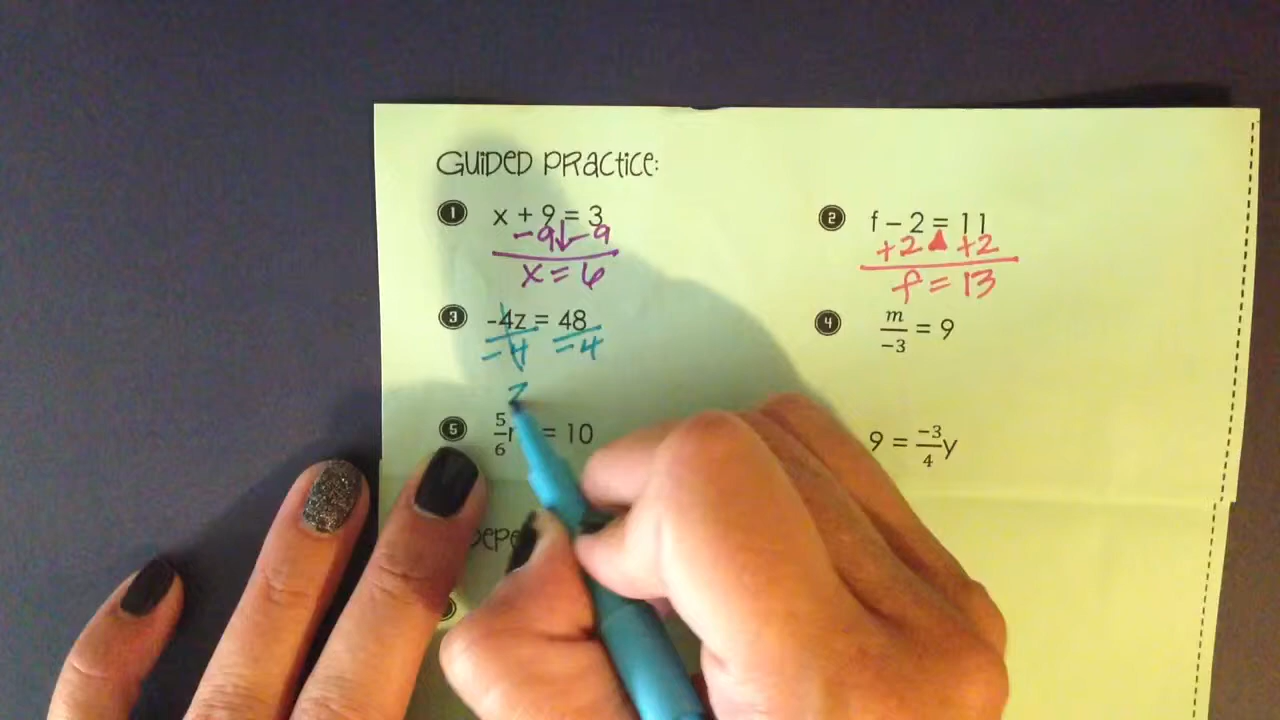 GUIDED PRACTICE:
1 x + 9 = 3
-9 -9
x = 6
2 f – 2 = 11
+2 +2
f = 13
3 -4z = 48
-4 -4
z
4 m/-3 = 9
5 5/6 = 10
9 = -3/4 y